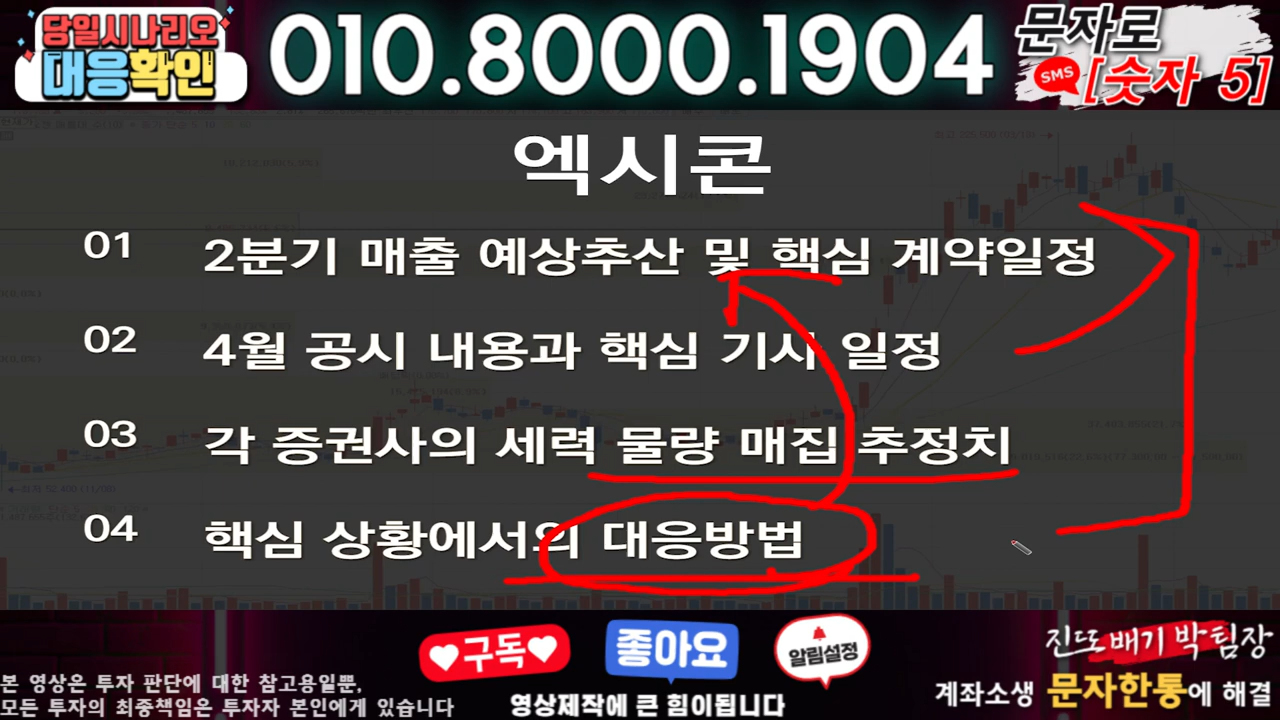 당일시나리오
대응확인
010.8000.1904
문자로
SMS
[숫자 5]
엑시콘
01 2분기 매출 예상추산 및 핵심 계약일정
02 4월 공시 내용과 핵심 기사 일정
03 각 증권사의 세력 물량 매집 추정치
04 핵심 상황에서의 대응방법
구독
좋아요
알림설정
영상제작에 큰 힘이됩니다
본 영상은 투자 판단에 대한 참고용일뿐,
모든 투자의 최종책임은 투자자 본인에게 있습니다
진또배기 박팀장
계좌소생 문자한통에 해결